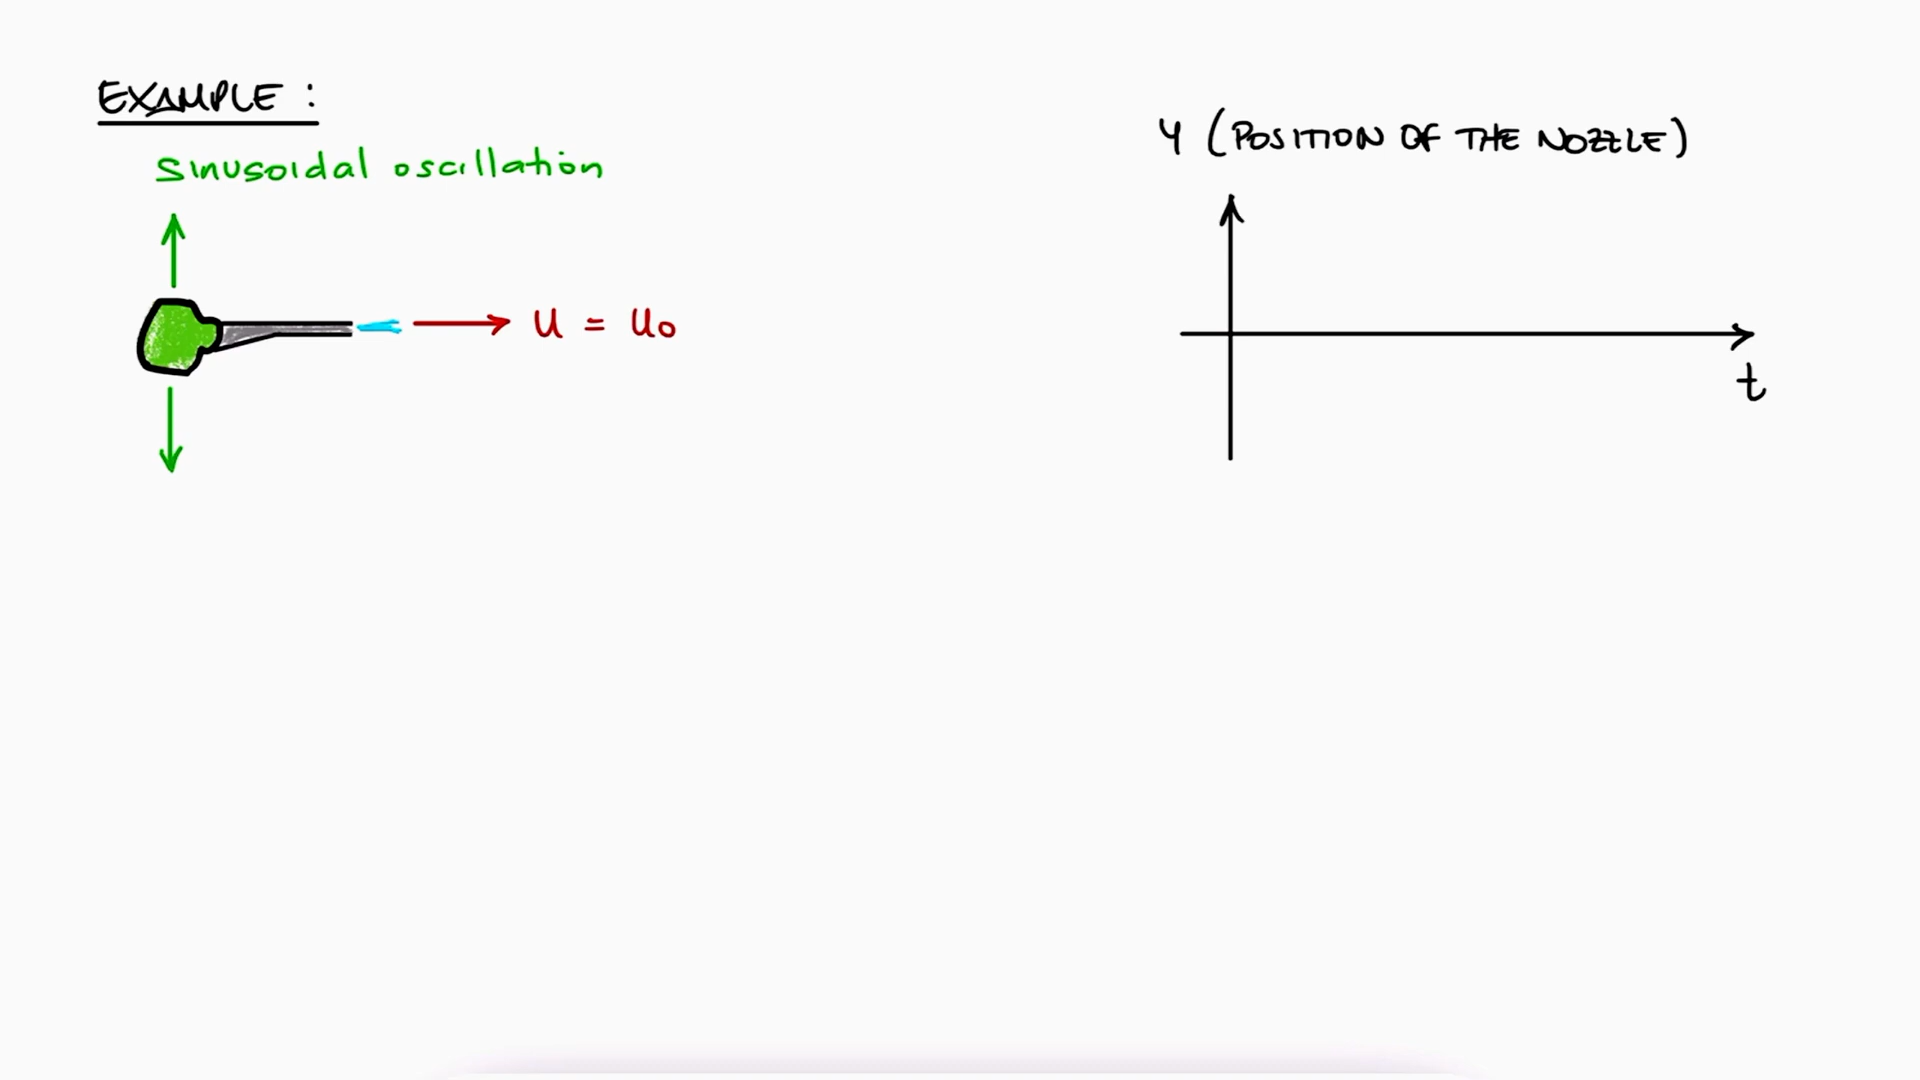 EXAMPLE :
sinusoidal oscillation
Y (POSITION OF THE NOZZLE)
u = u₀
t